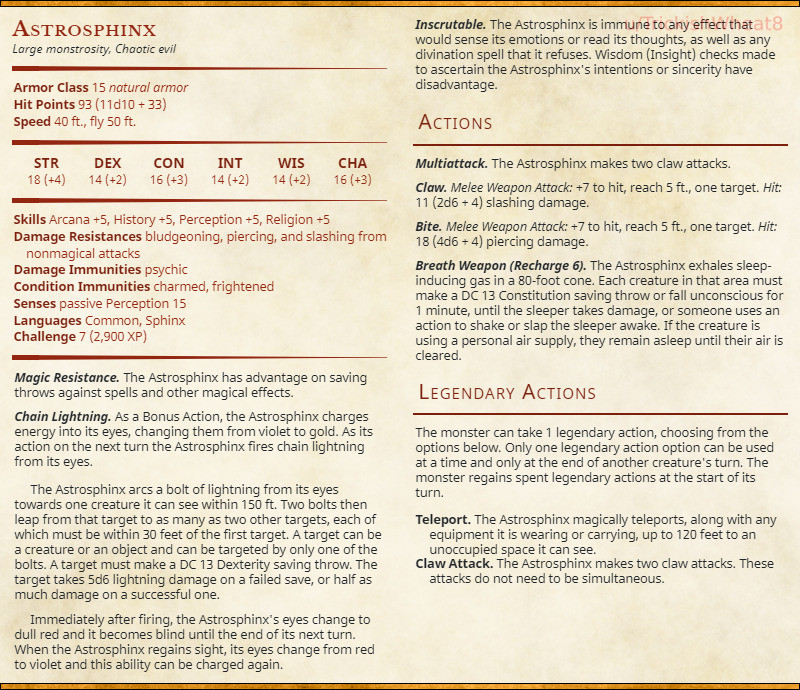 Astrosphinx
Large monstrosity, Chaotic evil
Armor Class 15 natural armor
Hit Points 93 (11d10 + 33)
Speed 40 ft., fly 50 ft.
STR DEX CON INT WIS CHA
18 (+4) 14 (+2) 16 (+3) 14 (+2) 14 (+2) 16 (+3)
Skills Arcana +5, History +5, Perception +5, Religion +5
Damage Resistances bludgeoning, piercing, and slashing from
nonmagical attacks
Damage Immunities psychic
Condition Immunities charmed, frightened
Senses passive Perception 15
Languages Common, Sphinx
Challenge 7 (2,900 XP)
Magic Resistance. The Astrosphinx has advantage on saving
throws against spells and other magical effects.
Chain Lightning. As a Bonus Action, the Astrosphinx charges
energy into its eyes, changing them from violet to gold. As its
action on the next turn the Astrosphinx fires chain lightning
from its eyes.
The Astrosphinx arcs a bolt of lightning from its eyes
towards one creature it can see within 150 ft. Two bolts then
leap from that target to as many as two other targets, each of
which must be within 30 feet of the first target. A target can be
a creature or an object and can be targeted by only one of the
bolts. A target must make a DC 13 Dexterity saving throw. The
target takes 5d6 lightning damage on a failed save, or half as
much damage on a successful one.
Immediately after firing, the Astrosphinx's eyes change to
dull red and it becomes blind until the end of its next turn.
When the Astrosphinx regains sight, its eyes change from red
to violet and this ability can be charged again.
Inscrutable. The Astrosphinx is immune to any effect that
would sense its emotions or read its thoughts, as well as any
divination spell that it refuses. Wisdom (Insight) checks made
to ascertain the Astrosphinx's intentions or sincerity have
disadvantage.
Actions
Multiattack. The Astrosphinx makes two claw attacks.
Claw. Melee Weapon Attack: +7 to hit, reach 5 ft., one target. Hit:
11 (2d6 + 4) slashing damage.
Bite. Melee Weapon Attack: +7 to hit, reach 5 ft., one target. Hit:
18 (4d6 + 4) piercing damage.
Breath Weapon (Recharge 6). The Astrosphinx exhales sleep-
inducing gas in a 80-foot cone. Each creature in that area must
make a DC 13 Constitution saving throw or fall unconscious for
1 minute, until the sleeper takes damage, or someone uses an
action to shake or slap the sleeper awake. If the creature is
using a personal air supply, they remain asleep until their air is
cleared.
Legendary Actions
The monster can take 1 legendary action, choosing from the
options below. Only one legendary action option can be used
at a time and only at the end of another creature's turn. The
monster regains spent legendary actions at the start of its
turn.
Teleport. The Astrosphinx magically teleports, along with any
equipment it is wearing or carrying, up to 120 feet to an
unoccupied space it can see.
Claw Attack. The Astrosphinx makes two claw attacks. These
attacks do not need to be simultaneous.